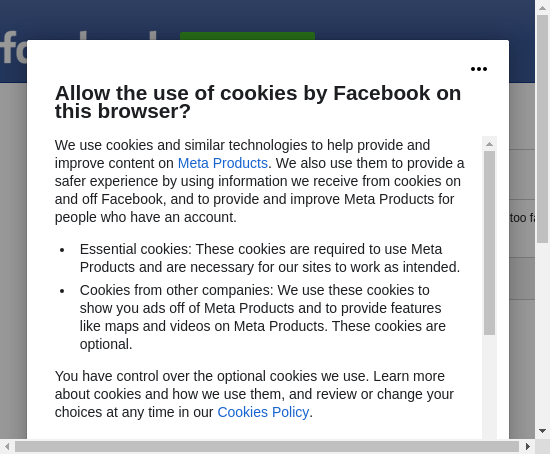 Allow the use of cookies by Facebook on
this browser?
We use cookies and similar technologies to help provide and
improve content on Meta Products. We also use them to provide a
safer experience by using information we receive from cookies on
and off Facebook, and to provide and improve Meta Products for
people who have an account.
• Essential cookies: These cookies are required to use Meta
Products and are necessary for our sites to work as intended.
• Cookies from other companies: We use these cookies to
show you ads off of Meta Products and to provide features
like maps and videos on Meta Products. These cookies are
optional.
too
You have control over the optional cookies we use. Learn more
about cookies and how we use them, and review or change your
choices at any time in our Cookies Policy.